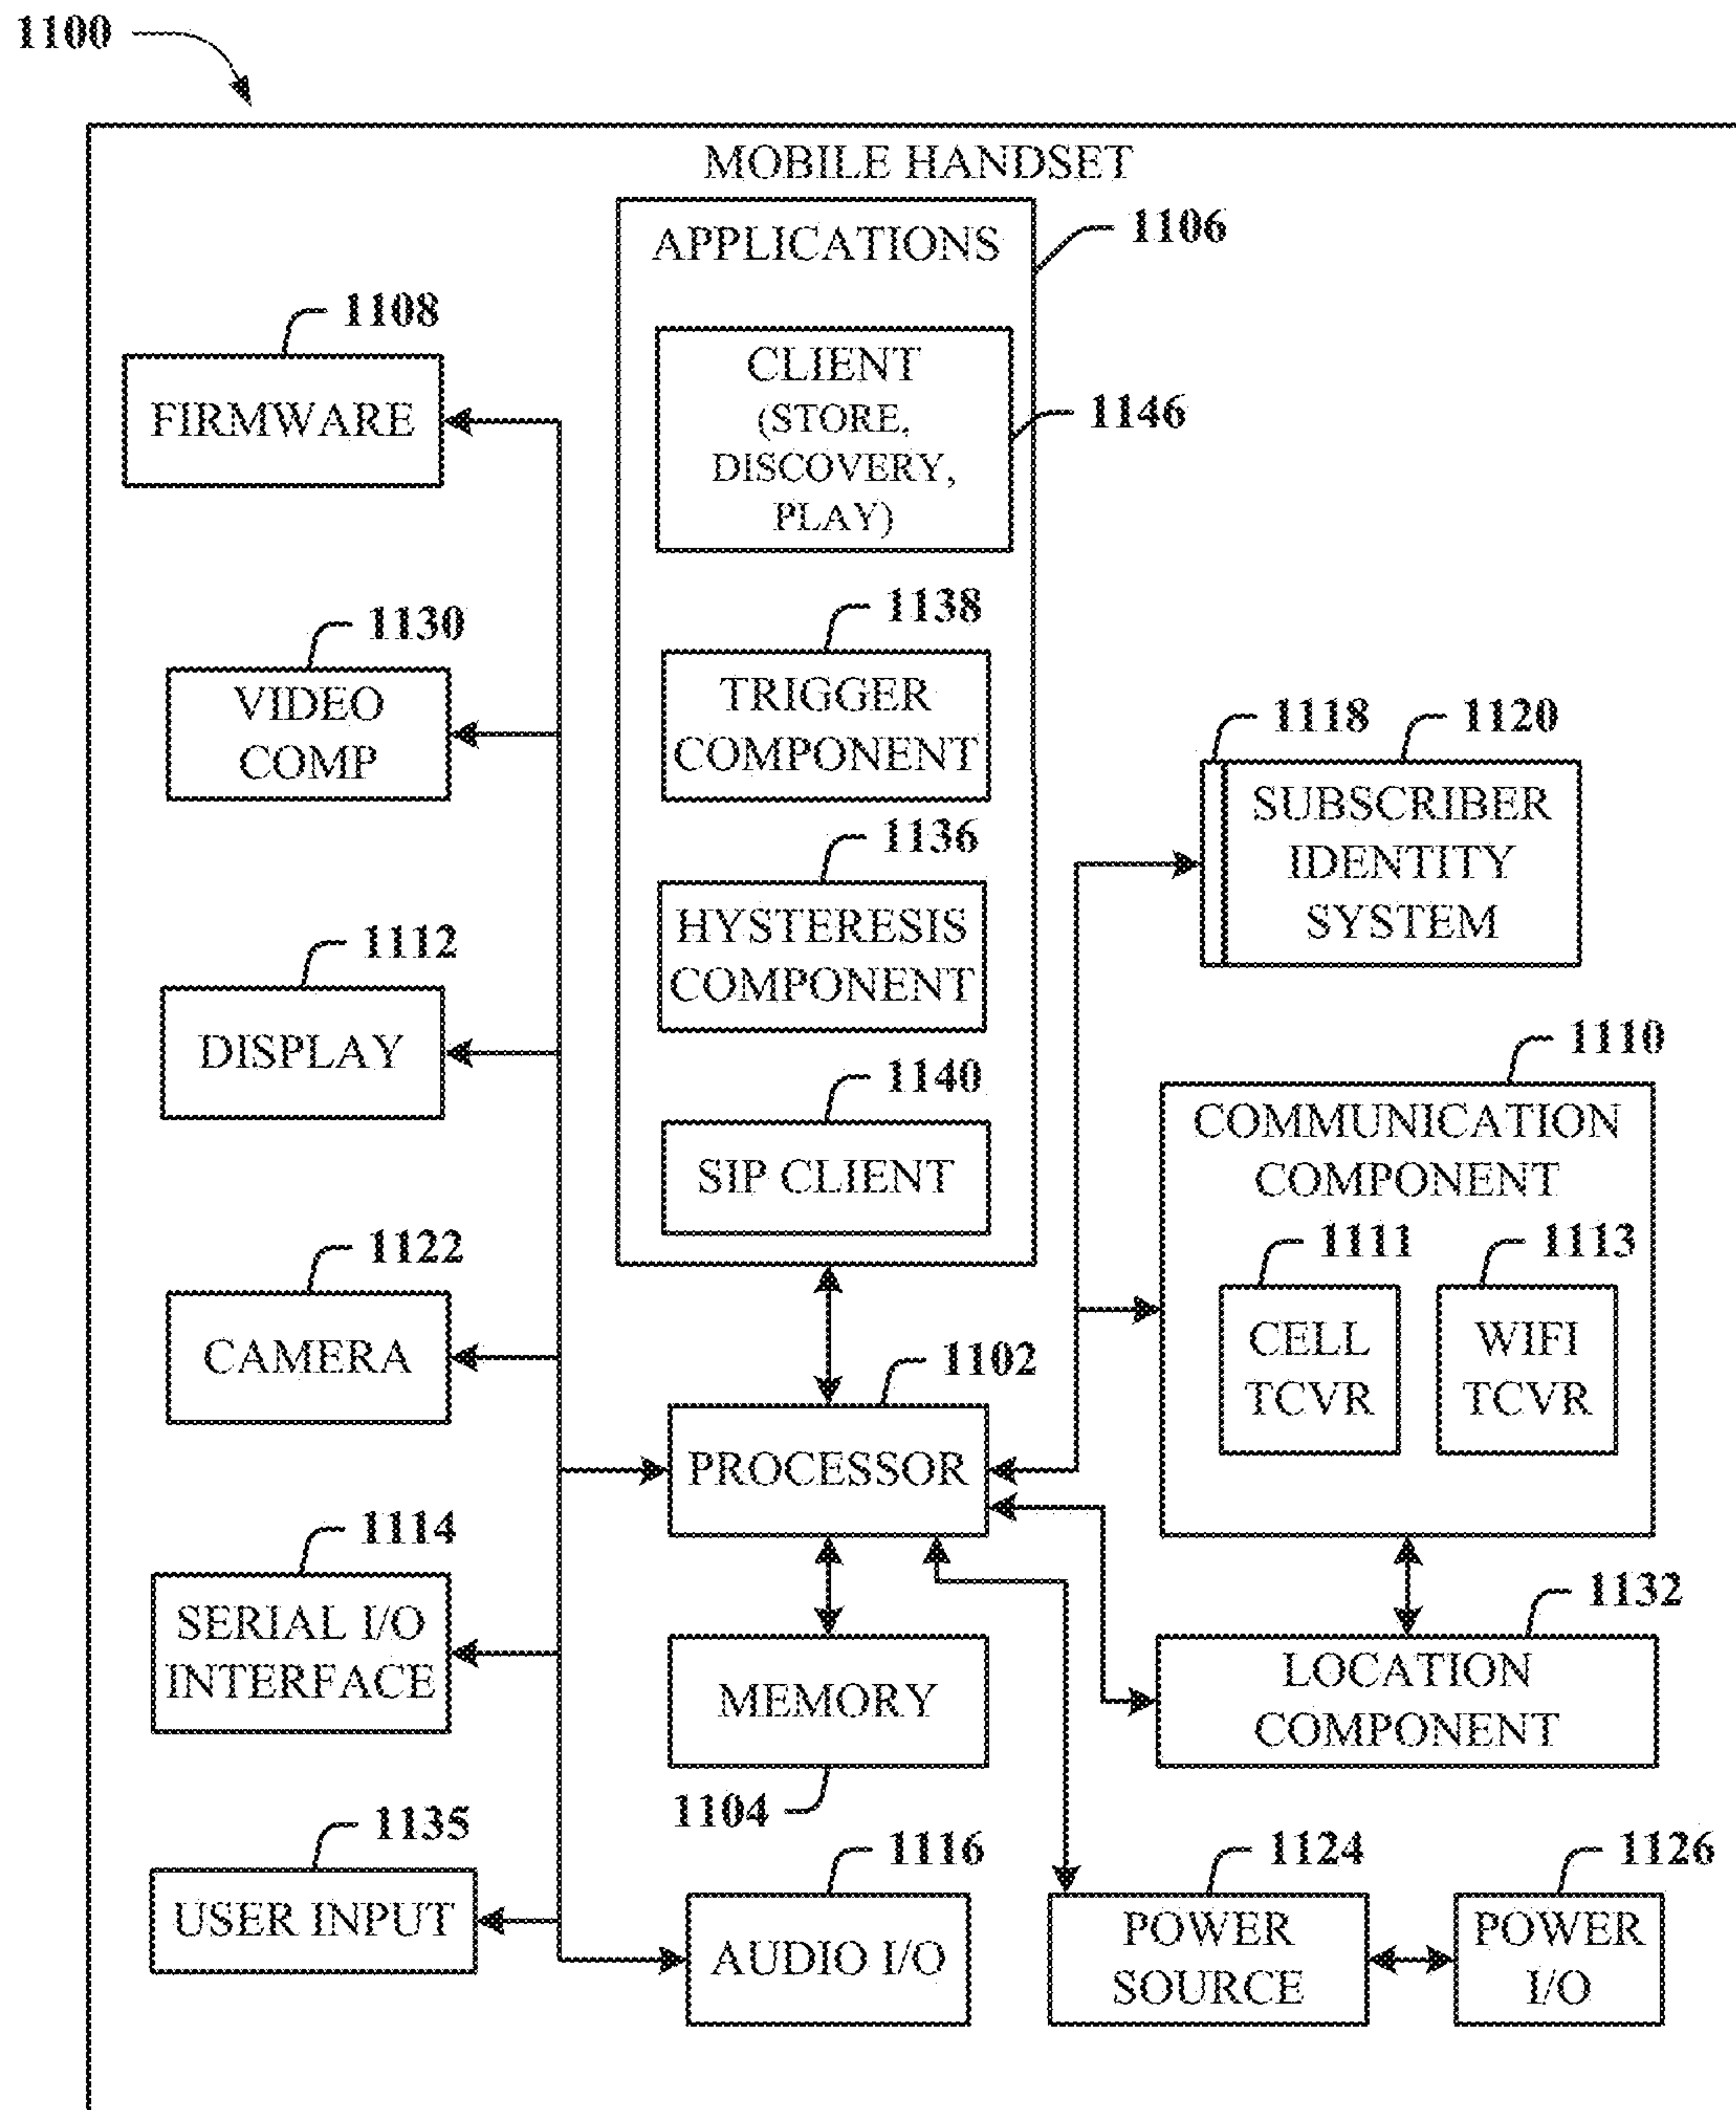 1100
MOBILE HANDSET
APPLICATIONS
1106
1108
FIRMWARE
CLIENT
(STORE,
DISCOVERY,
PLAY)
1146
1130
VIDEO
COMP
1138
TRIGGER
COMPONENT
1118
1120
SUBSCRIBER
IDENTITY
SYSTEM
1136
HYSTERESIS
COMPONENT
1112
DISPLAY
1140
SIP CLIENT
1110
COMMUNICATION
COMPONENT
1111
CELL
TCVR
1113
WIFI
TCVR
1122
CAMERA
1102
PROCESSOR
1114
SERIAL I/O
INTERFACE
MEMORY
1104
1132
LOCATION
COMPONENT
1135
USER INPUT
1116
AUDIO I/O
1124
POWER
SOURCE
1126
POWER
I/O